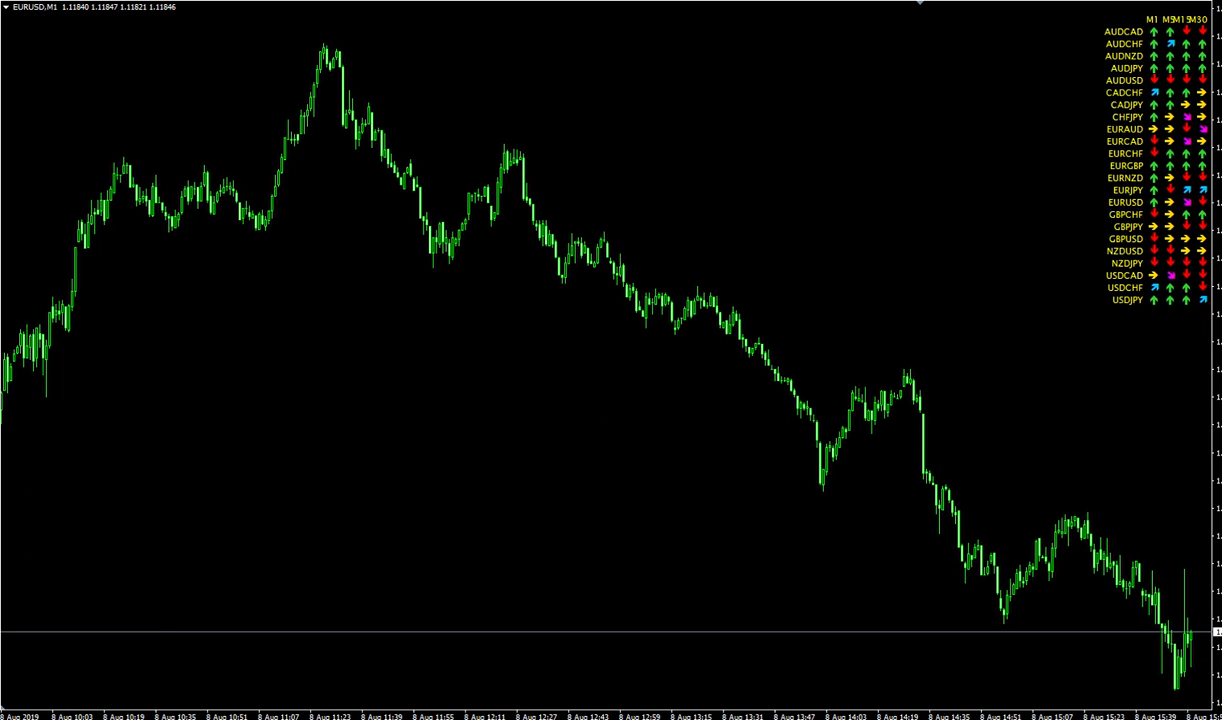 EURUSD,M1 1.11840 1.11847 1.11821 1.11846
M1 M5 M15 M30
AUDCAD
AUDCHF
AUDNZD
AUDJPY
AUDUSD
CADCHF
CADJPY
CHFJPY
EURAUD
EURCAD
EURCHF
EURGBP
EURNZD
EURJPY
EURUSD
GBPCHF
GBPJPY
GBPUSD
NZDUSD
NZDJPY
USDCAD
USDCHF
USDJPY
8 Aug 2019 8 Aug 10:03 8 Aug 10:19 8 Aug 10:35 8 Aug 10:51 8 Aug 11:07 8 Aug 11:23 8 Aug 11:39 8 Aug 11:55 8 Aug 12:11 8 Aug 12:27 8 Aug 12:43 8 Aug 12:59 8 Aug 13:15 8 Aug 13:31 8 Aug 13:47 8 Aug 14:03 8 Aug 14:19 8 Aug 14:35 8 Aug 14:51 8 Aug 15:07 8 Aug 15:23 8 Aug 15:39 8 Aug